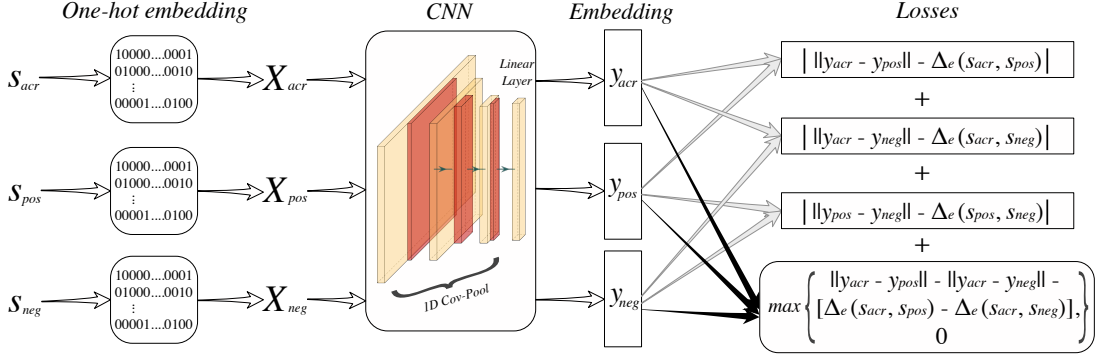 One-hot embedding
CNN
Embedding
Losses
s_acr
10000....0001
01000....0010
⋮
00001....0100
X_acr
s_pos
10000....0001
01000....0010
⋮
00001....0100
X_pos
s_neg
10000....0001
01000....0010
⋮
00001....0100
X_neg
Linear
Layer
1D Cov-Pool
y_acr
y_pos
y_neg
| ||y_acr - y_pos|| - Δ_e(s_acr, s_pos)|
+
| ||y_acr - y_neg|| - Δ_e(s_acr, s_neg)|
+
| ||y_pos - y_neg|| - Δ_e(s_pos, s_neg)|
+
max { ||y_acr - y_pos|| - ||y_acr - y_neg|| -
[Δ_e(s_acr, s_pos) - Δ_e(s_acr, s_neg)],
0 }